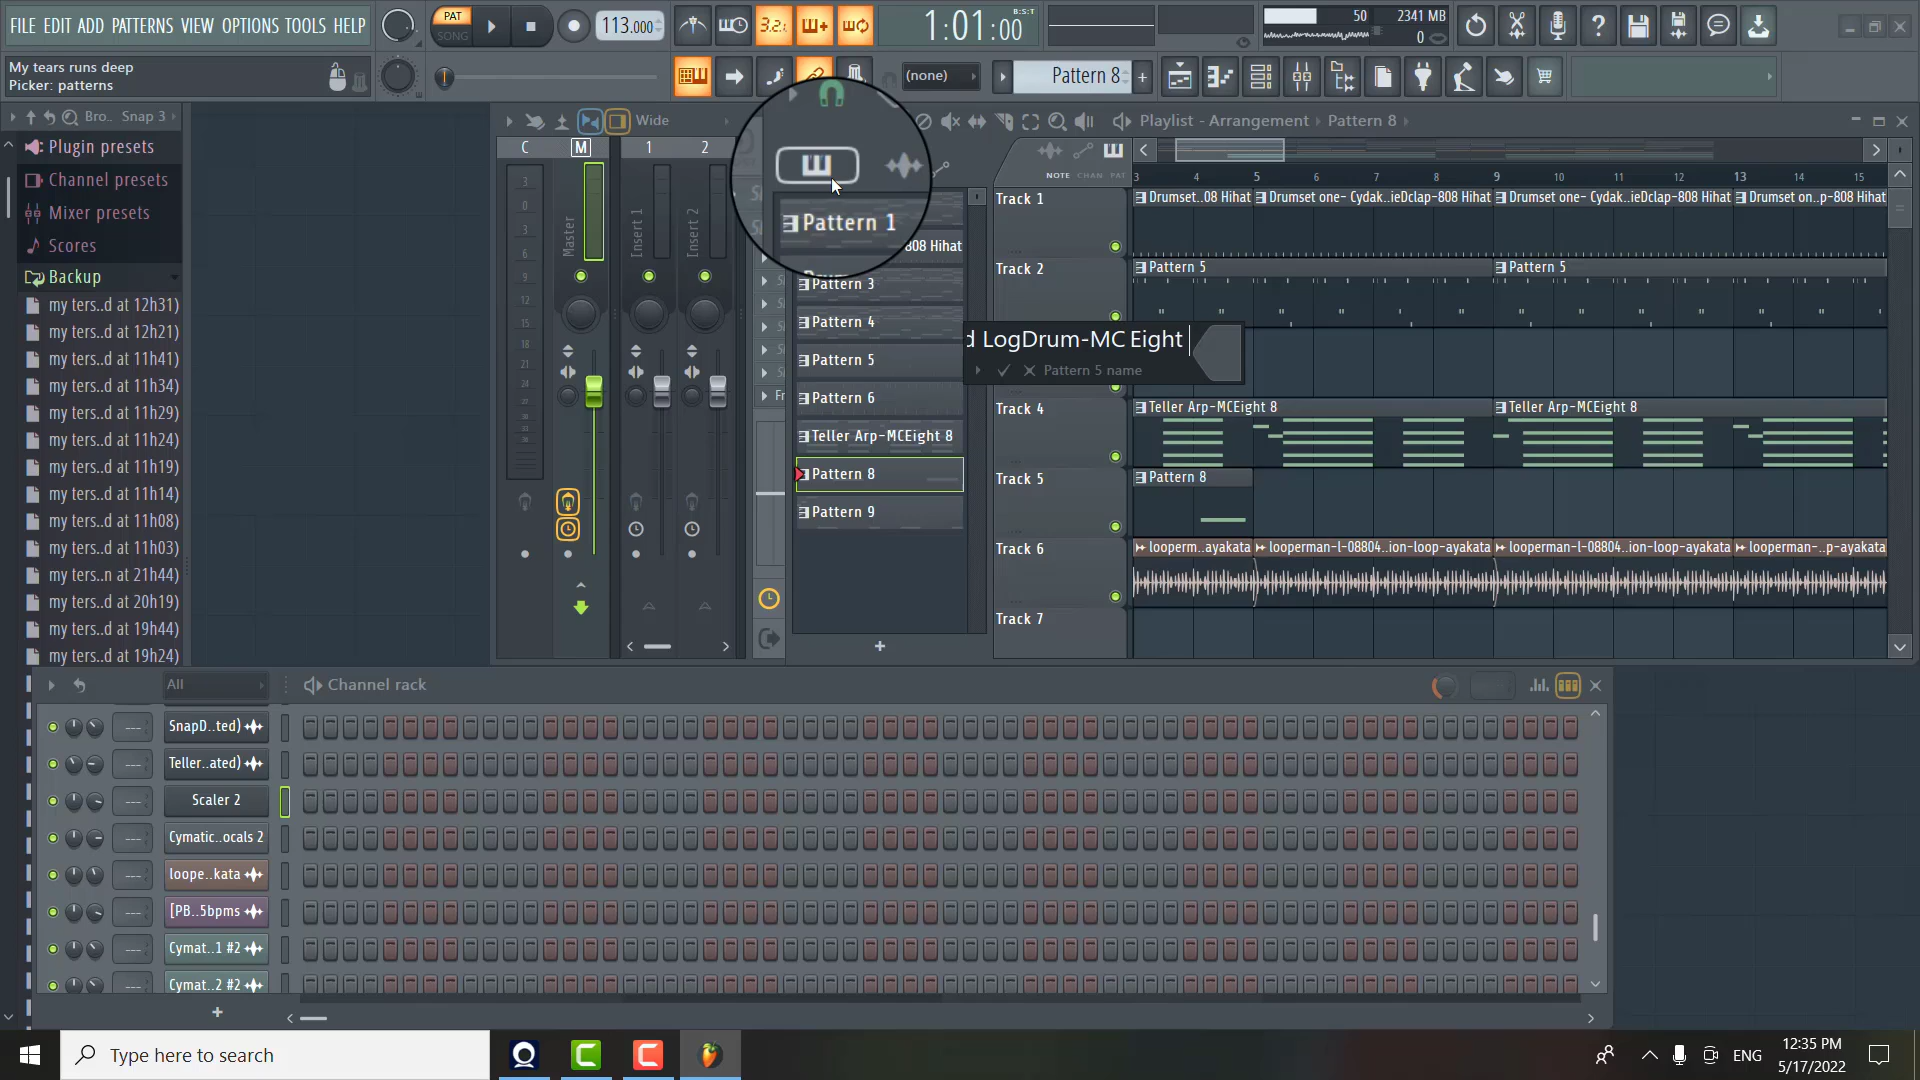 FILE EDIT ADD PATTERNS VIEW OPTIONS TOOLS HELP
PAT
SONG
113.000
3.2.
1:01:00
B:S:T
50
2341 MB
0
My tears runs deep
Picker: patterns
(none)
Pattern 8
Bro.. Snap 3
Plugin presets
Channel presets
Mixer presets
Scores
Backup
my ters..d at 12h31)
my ters..d at 12h21)
my ters..d at 11h41)
my ters..d at 11h34)
my ters..d at 11h29)
my ters..d at 11h24)
my ters..d at 11h19)
my ters..d at 11h14)
my ters..d at 11h08)
my ters..d at 11h03)
my ters..n at 21h44)
my ters..d at 20h19)
my ters..d at 19h44)
my ters..d at 19h24)
Wide
C M 1 2
Master
Insert 1
Insert 2
Pattern 1
808 Hihat
Pattern 3
Pattern 4
Pattern 5
Pattern 6
Teller Arp-MCEight 8
Pattern 8
Pattern 9
d LogDrum-MC Eight
Pattern 5 name
Playlist - Arrangement Pattern 8
NOTE CHAN PAT
3 4 5 6 7 8 9 10 11 12 13 14 15
Track 1
Drumset..08 Hihat Drumset one- Cydak..ieDclap-808 Hihat Drumset one- Cydak..ieDclap-808 Hihat Drumset on..p-808 Hihat
Track 2
Pattern 5 Pattern 5
Track 4
Teller Arp-MCEight 8 Teller Arp-MCEight 8
Track 5
Pattern 8
Track 6
looperm..ayakata looperman-l-08804..ion-loop-ayakata looperman-l-08804..ion-loop-ayakata looperman-..p-ayakata
Track 7
All
Channel rack
SnapD..ted)
Teller..ated)
Scaler 2
Cymatic..ocals 2
loope..kata
[PB..5bpms
Cymat..1 #2
Cymat..2 #2
Type here to search
ENG
12:35 PM
5/17/2022